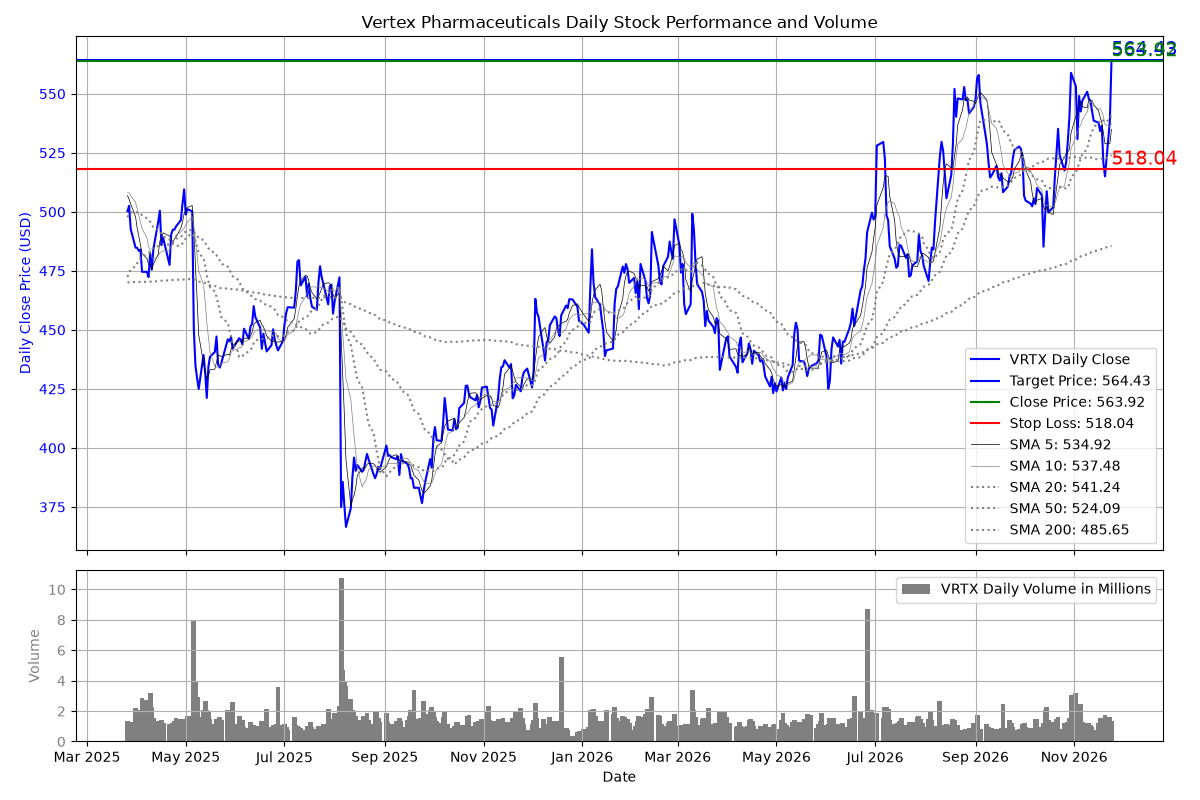 Vertex Pharmaceuticals Daily Stock Performance and Volume
563.92
518.04
Daily Close Price (USD)
550
525
500
475
450
425
400
375
VRTX Daily Close
Target Price: 564.43
Close Price: 563.92
Stop Loss: 518.04
SMA 5: 534.92
SMA 10: 537.48
SMA 20: 541.24
SMA 50: 524.09
SMA 200: 485.65
Volume
10
8
6
4
2
0
VRTX Daily Volume in Millions
Mar 2025
May 2025
Jul 2025
Sep 2025
Nov 2025
Jan 2026
Mar 2026
May 2026
Jul 2026
Sep 2026
Nov 2026
Date